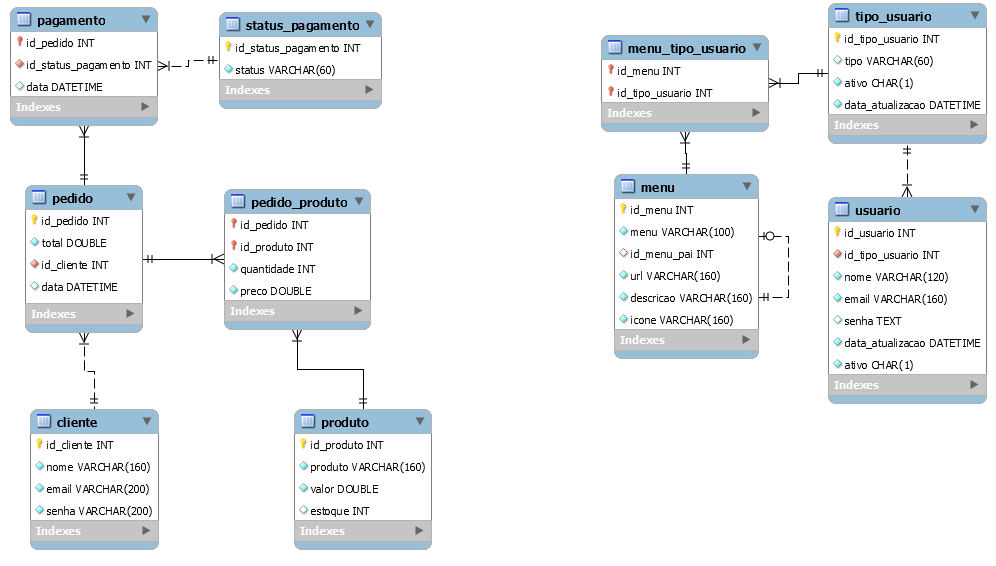 pagamento
id_pedido INT
id_status_pagamento INT
data DATETIME
Indexes
status_pagamento
id_status_pagamento INT
status VARCHAR(60)
Indexes
pedido
id_pedido INT
total DOUBLE
id_cliente INT
data DATETIME
Indexes
pedido_produto
id_pedido INT
id_produto INT
quantidade INT
preco DOUBLE
Indexes
cliente
id_cliente INT
nome VARCHAR(160)
email VARCHAR(200)
senha VARCHAR(200)
Indexes
produto
id_produto INT
produto VARCHAR(160)
valor DOUBLE
estoque INT
Indexes
menu_tipo_usuario
id_menu INT
id_tipo_usuario INT
Indexes
tipo_usuario
id_tipo_usuario INT
tipo VARCHAR(60)
ativo CHAR(1)
data_atualizacao DATETIME
Indexes
menu
id_menu INT
menu VARCHAR(100)
id_menu_pai INT
url VARCHAR(160)
descricao VARCHAR(160)
icone VARCHAR(160)
Indexes
usuario
id_usuario INT
id_tipo_usuario INT
nome VARCHAR(120)
email VARCHAR(160)
senha TEXT
data_atualizacao DATETIME
ativo CHAR(1)
Indexes